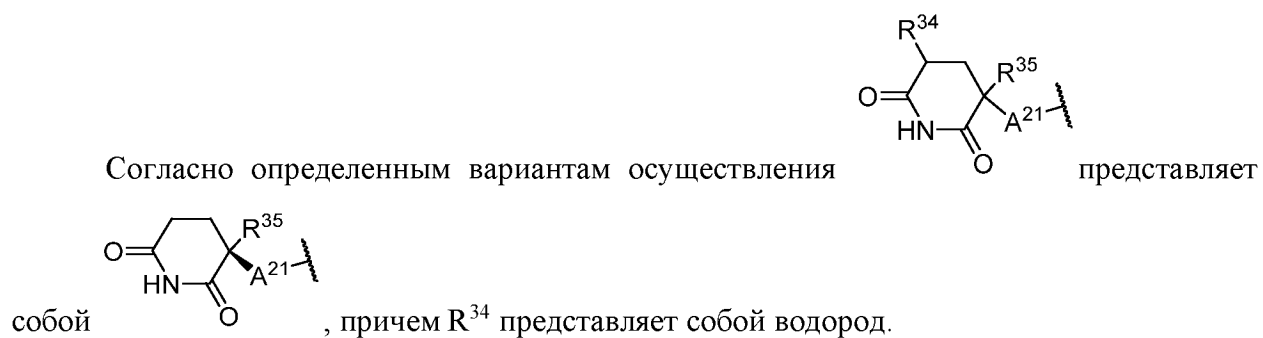 R³⁴
R³⁵
O
HN
A²¹
O
Согласно определенным вариантам осуществления представляет
R³⁵
O
HN
A²¹
O
собой , причем R³⁴ представляет собой водород.